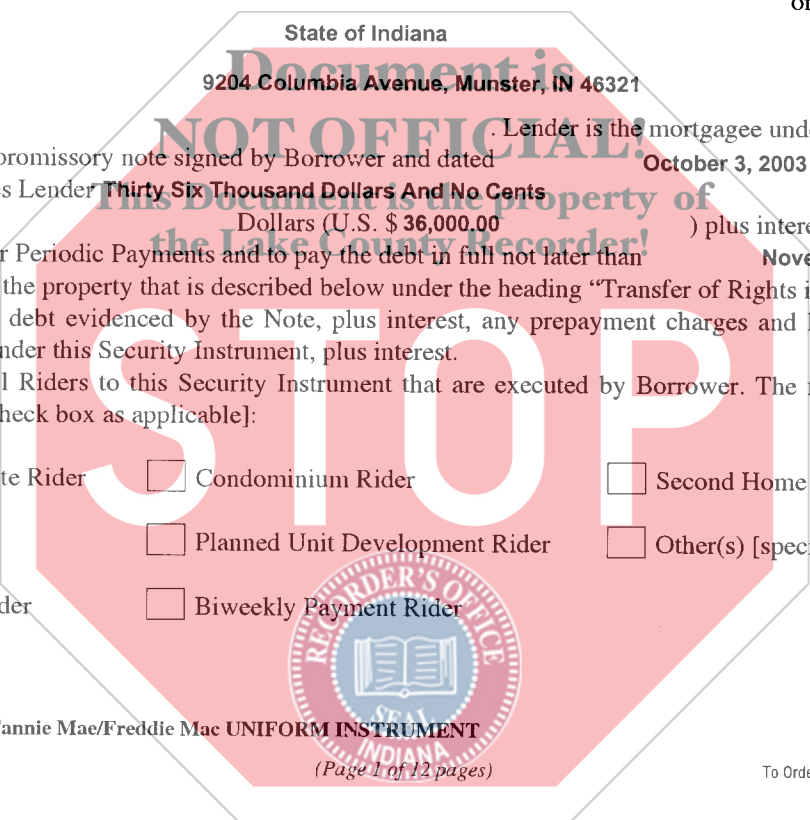 of
State of Indiana
Document is
9204 Columbia Avenue, Munster, IN 46321
NOT OFFICIAL!
. Lender is the mortgagee und
promissory note signed by Borrower and dated October 3, 2003
s Lender Thirty Six Thousand Dollars And No Cents
This Document is the property of
Dollars (U.S. $ 36,000.00 ) plus intere
the Lake County Recorder!
r Periodic Payments and to pay the debt in full not later than Nove
the property that is described below under the heading “Transfer of Rights i
debt evidenced by the Note, plus interest, any prepayment charges and l
nder this Security Instrument, plus interest.
l Riders to this Security Instrument that are executed by Borrower. The
heck box as applicable]:
STOP
te Rider Condominium Rider Second Home
Planned Unit Development Rider Other(s) [speci
der Biweekly Payment Rider
RECORDER'S OFFICE
SEAL
INDIANA
annie Mae/Freddie Mac UNIFORM INSTRUMENT
(Page 1 of 12 pages)
To Orde